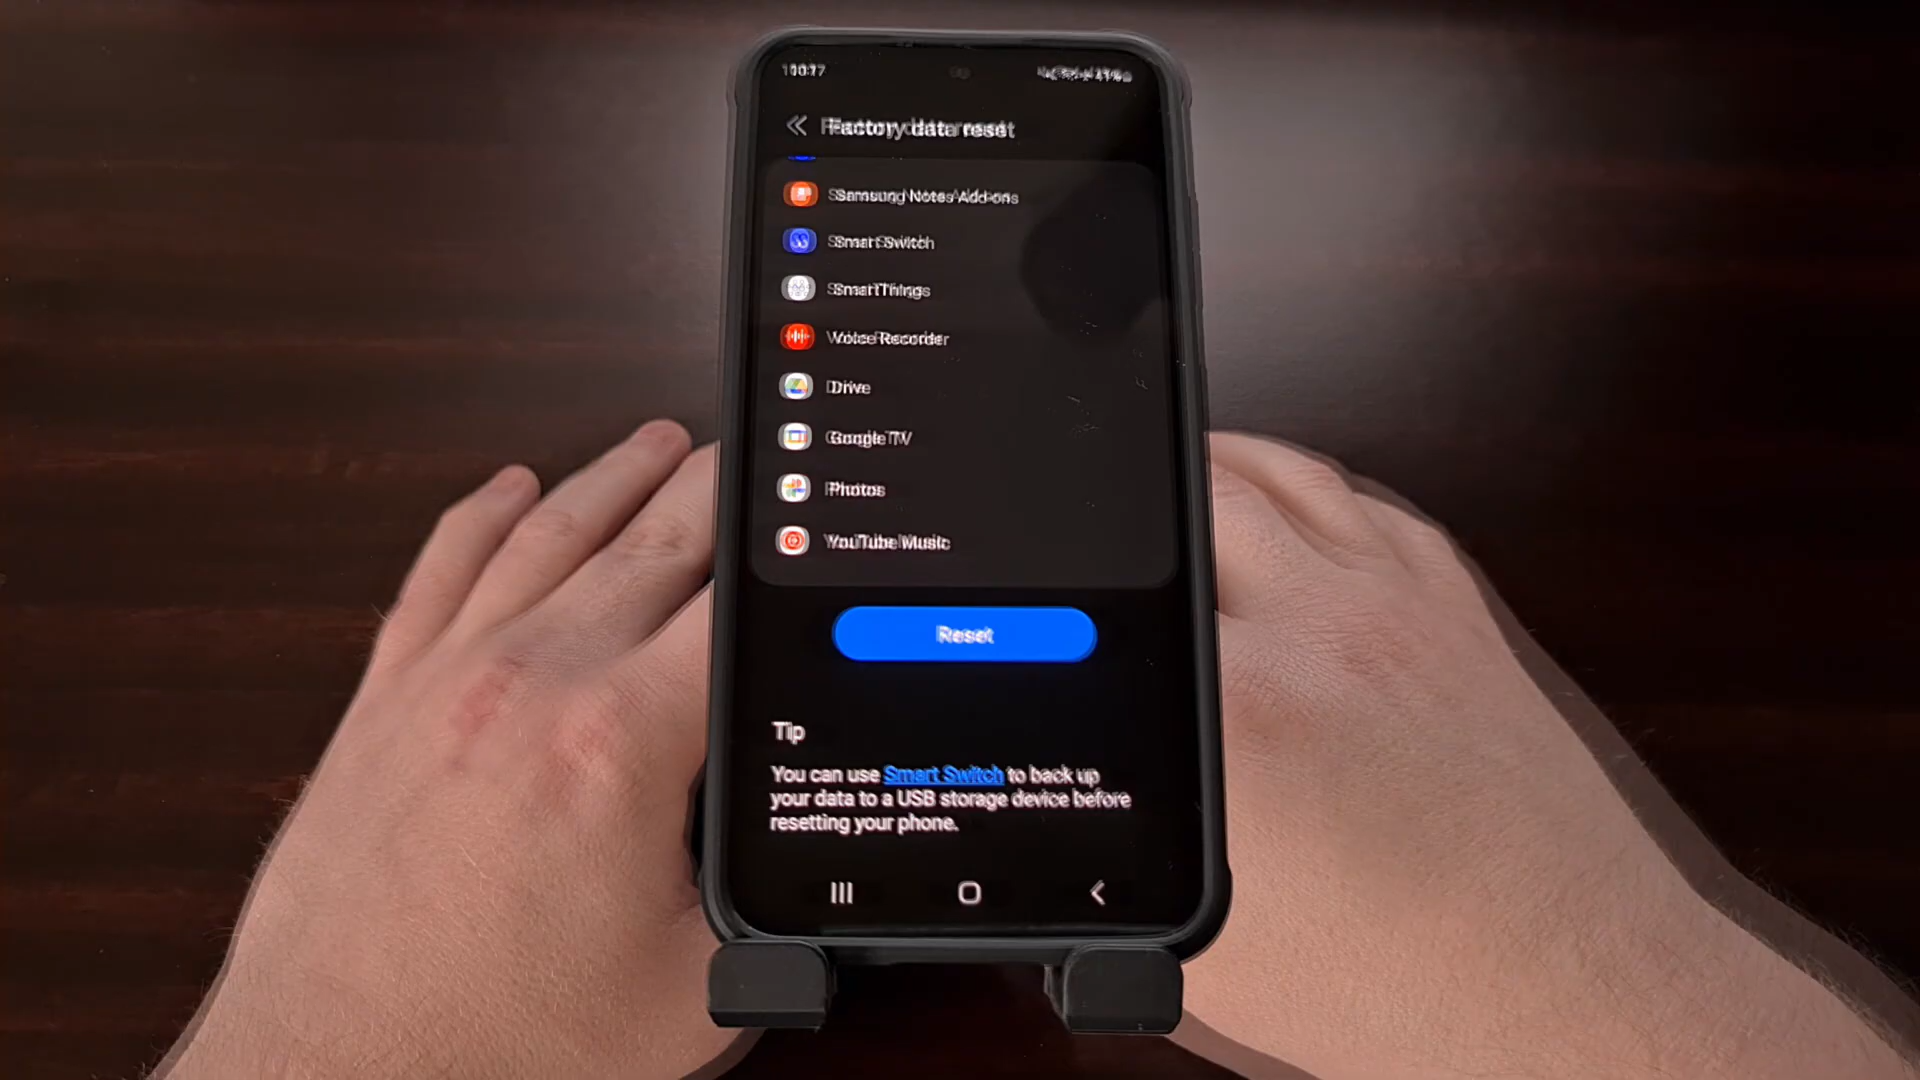 Factory data reset
Samsung Notes Add-ons
Smart Switch
SmartThings
Voice Recorder
Drive
Google TV
Photos
YouTube Music
Reset
Tip
You can use Smart Switch to back up
your data to a USB storage device before
resetting your phone.